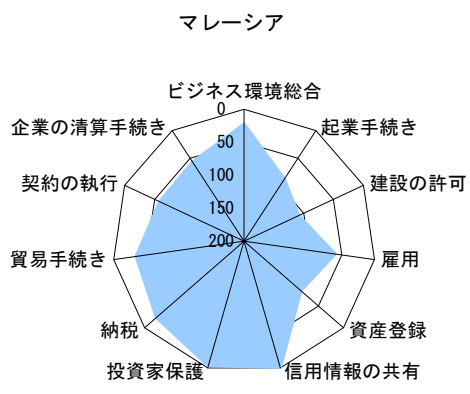 マレーシア
ビジネス環境総合
0
企業の清算手続き
起業手続き
50
契約の執行
100
建設の許可
150
200
貿易手続き
雇用
納税
資産登録
投資家保護
信用情報の共有